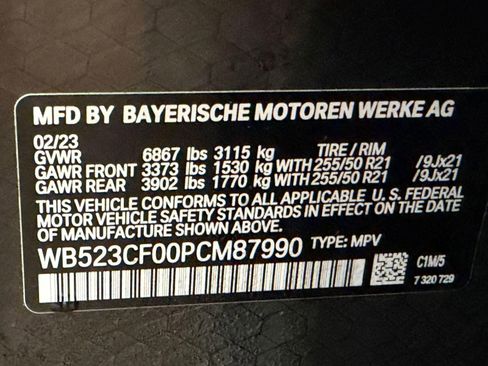 MFD BY BAYERISCHE MOTOREN WERKE AG
02/23
GVWR 6867 lbs 3115 kg TIRE / RIM
GAWR FRONT 3373 lbs 1530 kg WITH 255/50 R21 /9Jx21
GAWR REAR 3902 lbs 1770 kg WITH 255/50 R21 /9Jx21
THIS VEHICLE CONFORMS TO ALL APPLICABLE U. S. FEDERAL
MOTOR VEHICLE SAFETY STANDARDS IN EFFECT ON THE DATE
OF MANUFACTURE SHOWN ABOVE.
WB523CF00PCM87990 TYPE: MPV
C1M/5
7 320 729